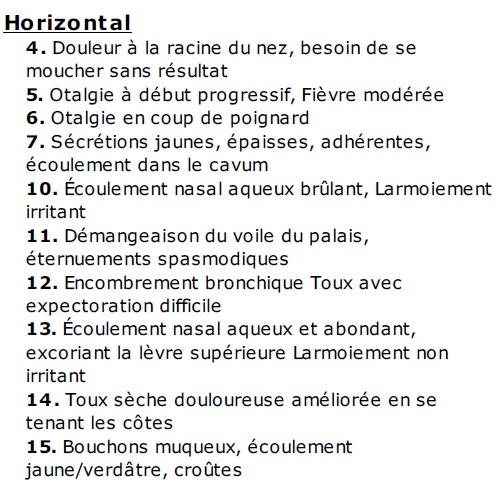 Horizontal
4. Douleur à la racine du nez, besoin de se
moucher sans résultat
5. Otalgie à début progressif, Fièvre modérée
6. Otalgie en coup de poignard
7. Sécrétions jaunes, épaisses, adhérentes,
écoulement dans le cavum
10. Écoulement nasal aqueux brûlant, Larmoiement
irritant
11. Démangeaison du voile du palais,
éternuements spasmodiques
12. Encombrement bronchique Toux avec
expectoration difficile
13. Écoulement nasal aqueux et abondant,
excoriant la lèvre supérieure Larmoiement non
irritant
14. Toux sèche douloureuse améliorée en se
tenant les côtes
15. Bouchons muqueux, écoulement
jaune/verdâtre, croûtes